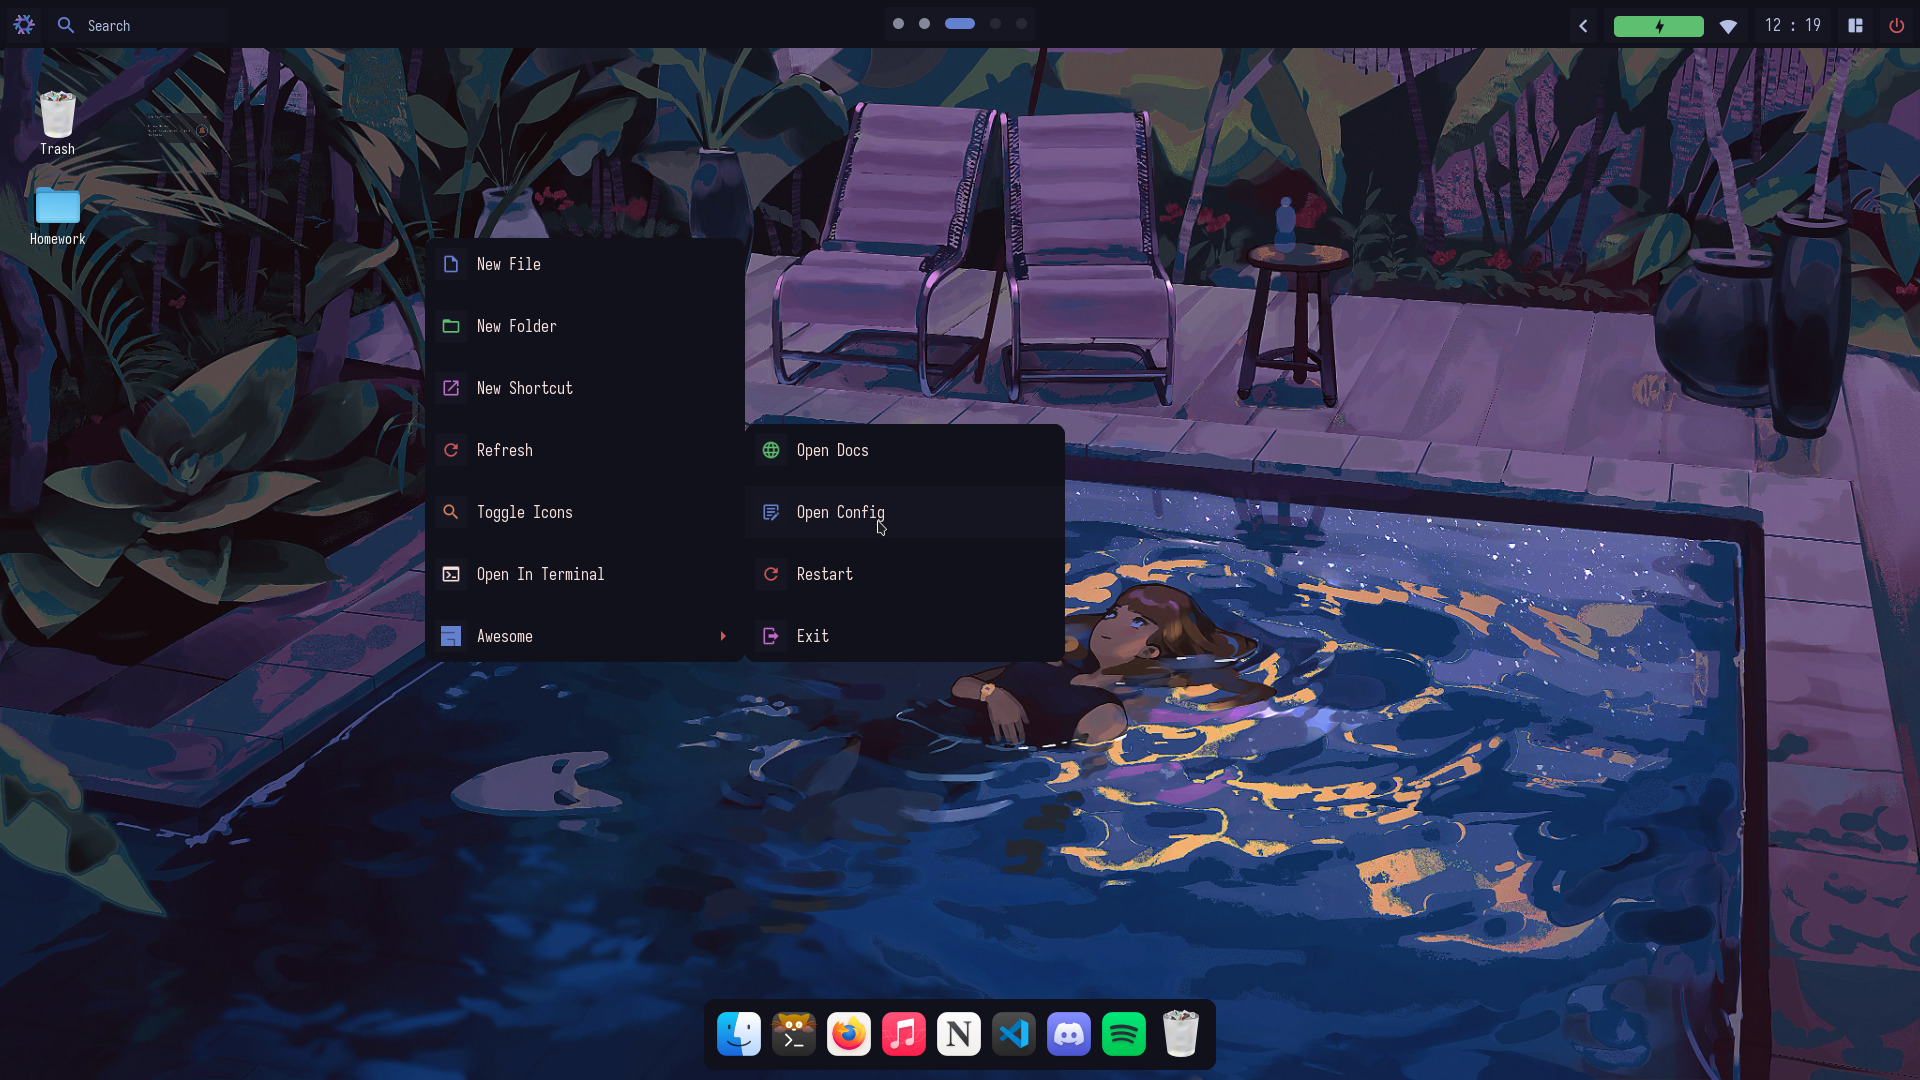 Search
12 : 19
Trash
Homework
New File
New Folder
New Shortcut
Refresh
Toggle Icons
Open In Terminal
Awesome
Open Docs
Open Config
Restart
Exit
N